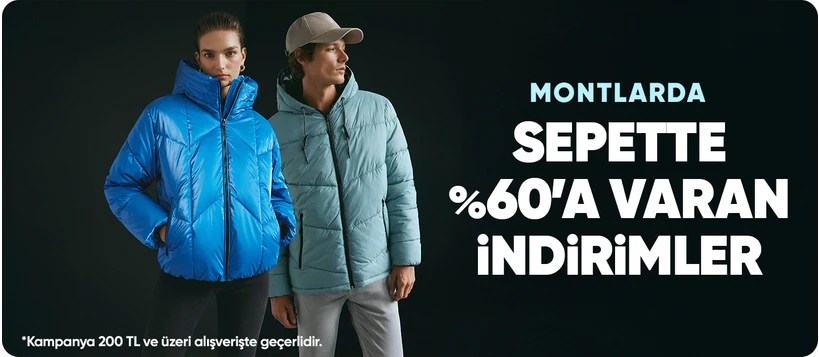 MONTLARDA
SEPETTE
%60'A VARAN
İNDİRİMLER
*Kampanya 200 TL ve üzeri alışverişte geçerlidir.